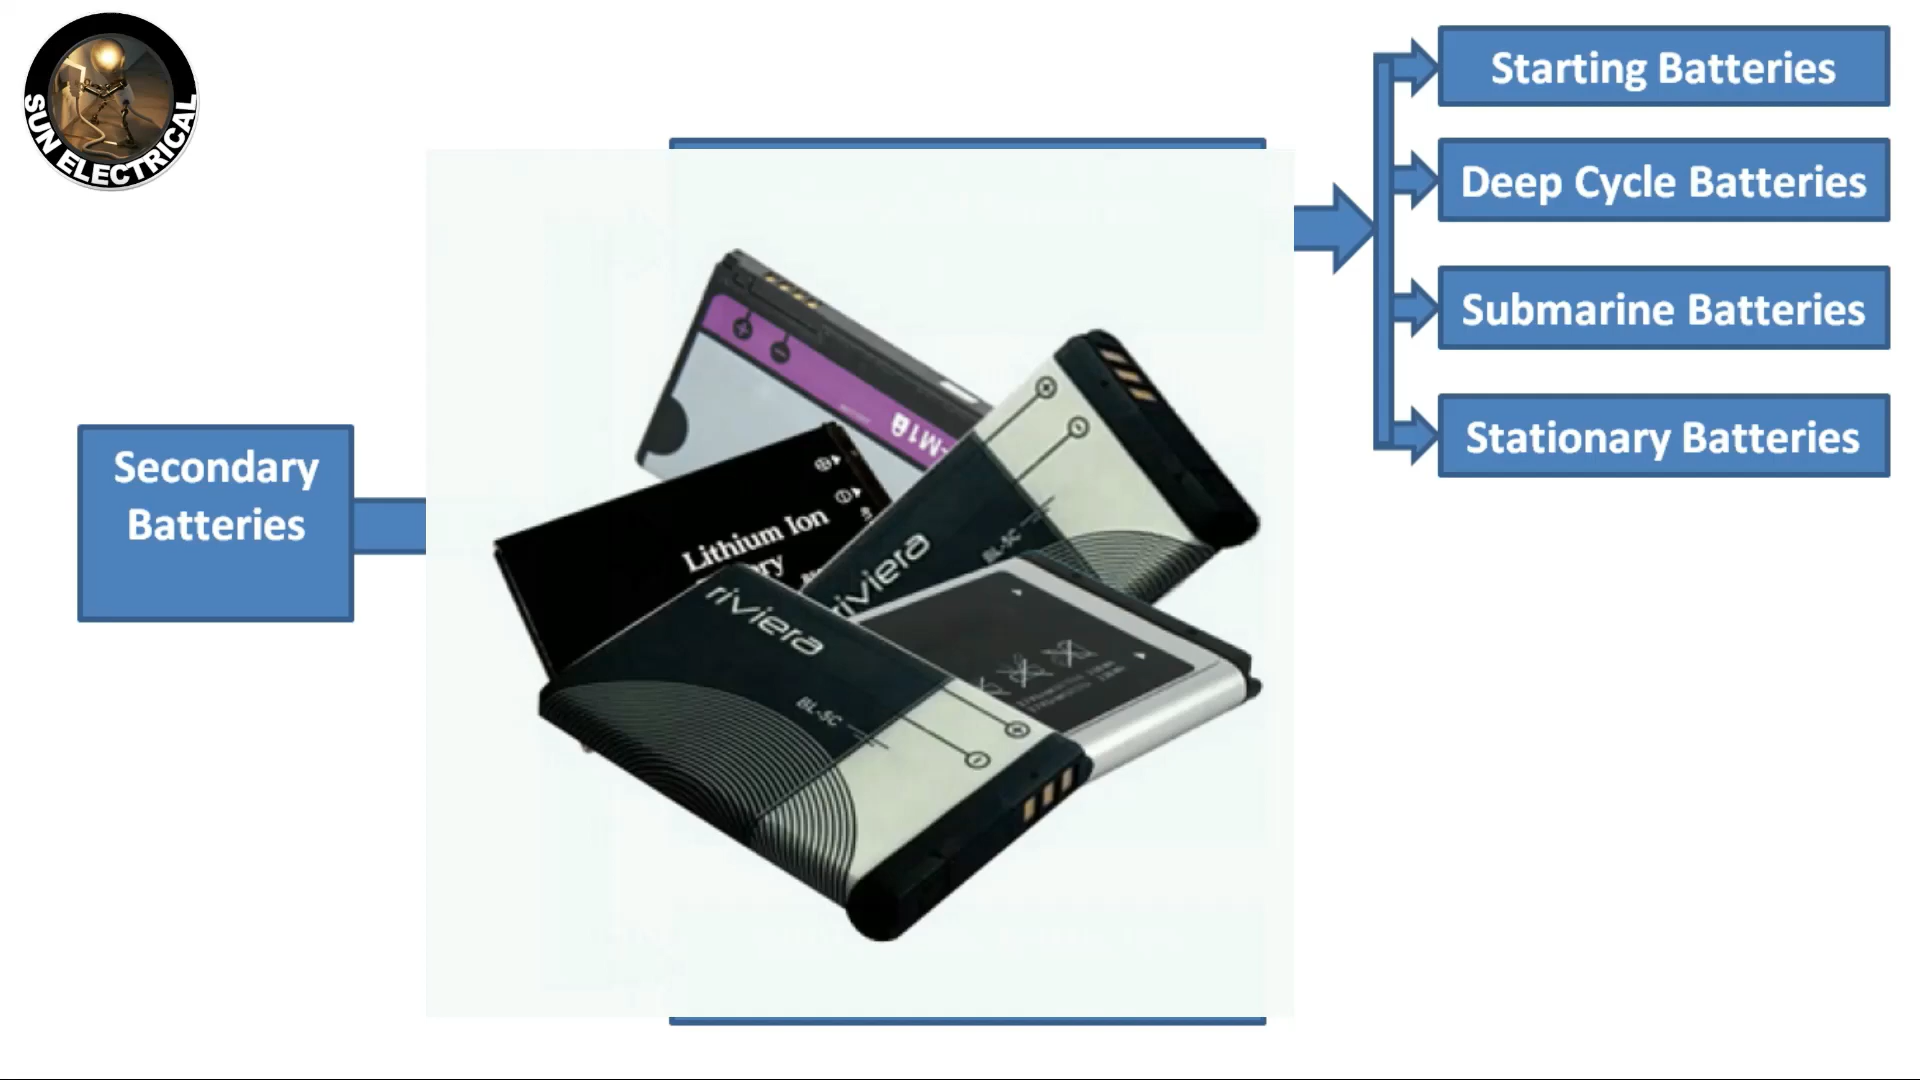 SUN ELECTRICAL
Starting Batteries
Deep Cycle Batteries
Submarine Batteries
Stationary Batteries
Secondary
Batteries
Lithium Ion
riviera
BL-5C
riviera
BL-5C